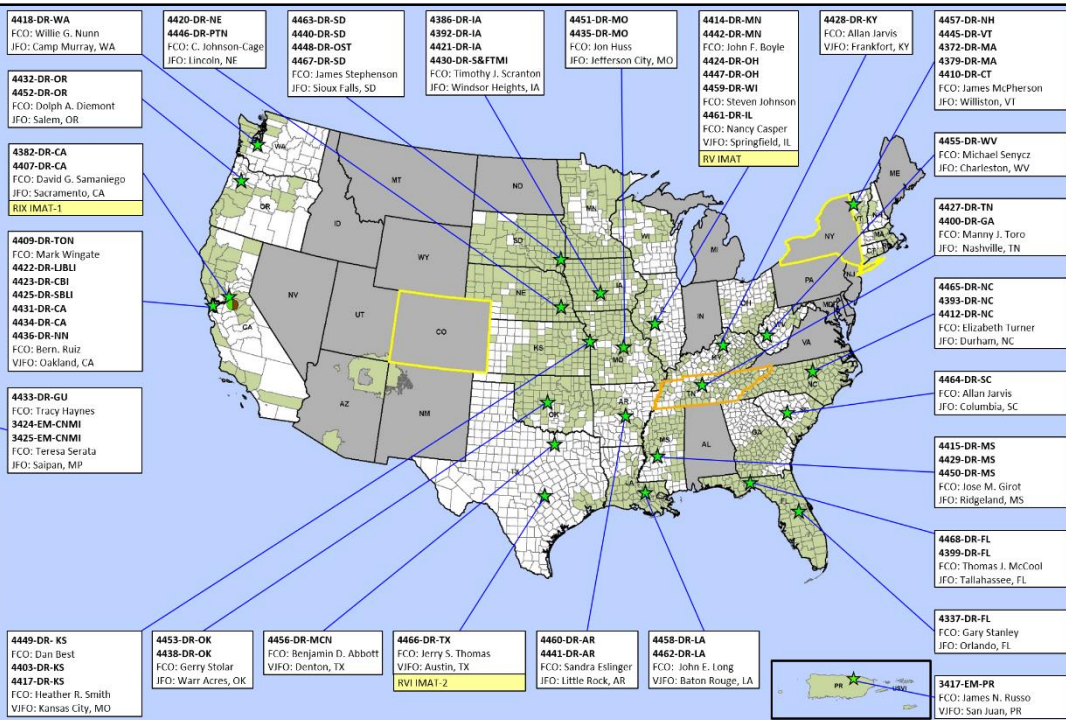 4418-DR-WA
FCO: Willie G. Nunn
JFO: Camp Murray, WA
4420-DR-NE
4446-DR-PTN
FCO: C. Johnson-Cage
JFO: Lincoln, NE
4463-DR-SD
4440-DR-SD
4448-DR-OST
4467-DR-SD
FCO: James Stephenson
JFO: Sioux Falls, SD
4386-DR-IA
4392-DR-IA
4421-DR-IA
4430-DR-S&FTMI
FCO: Timothy J. Scranton
JFO: Windsor Heights, IA
4451-DR-MO
4435-DR-MO
FCO: Jon Huss
JFO: Jefferson City, MO
4414-DR-MN
4442-DR-MN
FCO: John F. Boyle
4424-DR-OH
4447-DR-OH
4459-DR-WI
FCO: Steven Johnson
4461-DR-IL
FCO: Nancy Casper
VJFO: Springfield, IL
RV IMAT
4428-DR-KY
FCO: Allan Jarvis
VJFO: Frankfort, KY
4457-DR-NH
4445-DR-VT
4372-DR-MA
4379-DR-MA
4410-DR-CT
FCO: James McPherson
JFO: Williston, VT
4432-DR-OR
4452-DR-OR
FCO: Dolph A. Diemont
JFO: Salem, OR
4382-DR-CA
4407-DR-CA
FCO: David G. Samaniego
JFO: Sacramento, CA
RIX IMAT-1
4409-DR-TON
FCO: Mark Wingate
4422-DR-LJBLI
4423-DR-CBI
4425-DR-SBLI
4431-DR-CA
4434-DR-CA
4436-DR-NN
FCO: Bern. Ruiz
VJFO: Oakland, CA
4433-DR-GU
FCO: Tracy Haynes
3424-EM-CNMI
3425-EM-CNMI
FCO: Teresa Serata
JFO: Saipan, MP
4455-DR-WV
FCO: Michael Senycz
JFO: Charleston, WV
4427-DR-TN
4400-DR-GA
FCO: Manny J. Toro
JFO: Nashville, TN
4465-DR-NC
4393-DR-NC
4412-DR-NC
FCO: Elizabeth Turner
JFO: Durham, NC
4464-DR-SC
FCO: Allan Jarvis
JFO: Columbia, SC
4415-DR-MS
4429-DR-MS
4450-DR-MS
FCO: Jose M. Girot
JFO: Ridgeland, MS
4468-DR-FL
4399-DR-FL
FCO: Thomas J. McCool
JFO: Tallahassee, FL
4337-DR-FL
FCO: Gary Stanley
JFO: Orlando, FL
3417-EM-PR
FCO: James N. Russo
VJFO: San Juan, PR
WA
MT
ND
MN
ME
OR
ID
SD
WI
VT
NH
NY
MA
CT
WY
MI
IA
PA
NJ
NE
NV
UT
CO
IN
OH
MD
CA
KS
MO
KY
WV
VA
AZ
NM
OK
AR
TN
NC
SC
MS
AL
GA
TX
LA
FL
PR
USVI
4449-DR- KS
FCO: Dan Best
4403-DR-KS
4417-DR-KS
FCO: Heather R. Smith
VJFO: Kansas City, MO
4453-DR-OK
4438-DR-OK
FCO: Gerry Stolar
JFO: Warr Acres, OK
4456-DR-MCN
FCO: Benjamin D. Abbott
VJFO: Denton, TX
4466-DR-TX
FCO: Jerry S. Thomas
VJFO: Austin, TX
RVI IMAT-2
4460-DR-AR
4441-DR-AR
FCO: Sandra Eslinger
JFO: Little Rock, AR
4458-DR-LA
4462-DR-LA
FCO: John E. Long
VJFO: Baton Rouge, LA